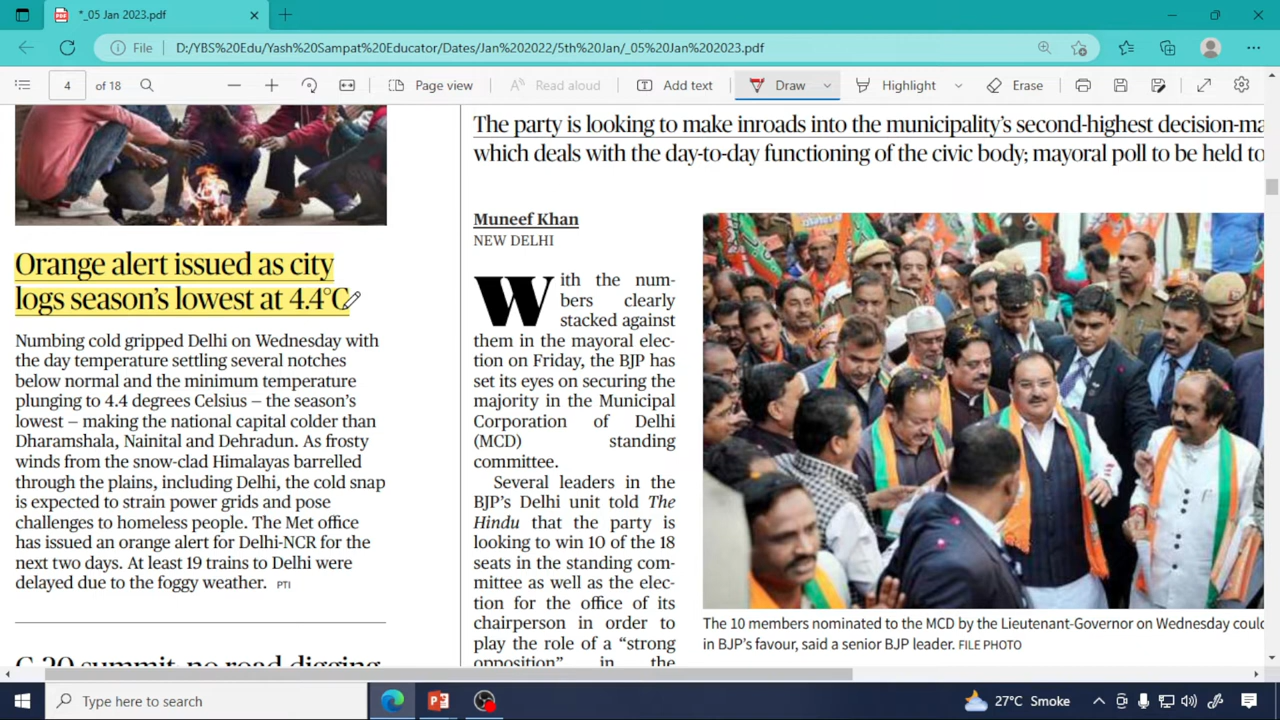 *_05 Jan 2023.pdf
File
D:/YBS%20Edu/Yash%20Sampat%20Educator/Dates/Jan%202022/5th%20Jan/_05%20Jan%202023.pdf
4 of 18
Page view
Read aloud
Add text
Draw
Highlight
Erase
Orange alert issued as city
logs season's lowest at 4.4°C
Numbing cold gripped Delhi on Wednesday with
the day temperature settling several notches
below normal and the minimum temperature
plunging to 4.4 degrees Celsius – the season's
lowest – making the national capital colder than
Dharamshala, Nainital and Dehradun. As frosty
winds from the snow-clad Himalayas barrelled
through the plains, including Delhi, the cold snap
is expected to strain power grids and pose
challenges to homeless people. The Met office
has issued an orange alert for Delhi-NCR for the
next two days. At least 19 trains to Delhi were
delayed due to the foggy weather. PTI
G-20 summit: no road digging
The party is looking to make inroads into the municipality's second-highest decision-ma
which deals with the day-to-day functioning of the civic body; mayoral poll to be held to
Muneef Khan
NEW DELHI
With the num-
bers clearly
stacked against
them in the mayoral elec-
tion on Friday, the BJP has
set its eyes on securing the
majority in the Municipal
Corporation of Delhi
(MCD) standing
committee.
Several leaders in the
BJP's Delhi unit told The
Hindu that the party is
looking to win 10 of the 18
seats in the standing com-
mittee as well as the elec-
tion for the office of its
chairperson in order to
play the role of a "strong
opposition" in the
The 10 members nominated to the MCD by the Lieutenant-Governor on Wednesday coul
in BJP's favour, said a senior BJP leader. FILE PHOTO
Type here to search
27°C Smoke